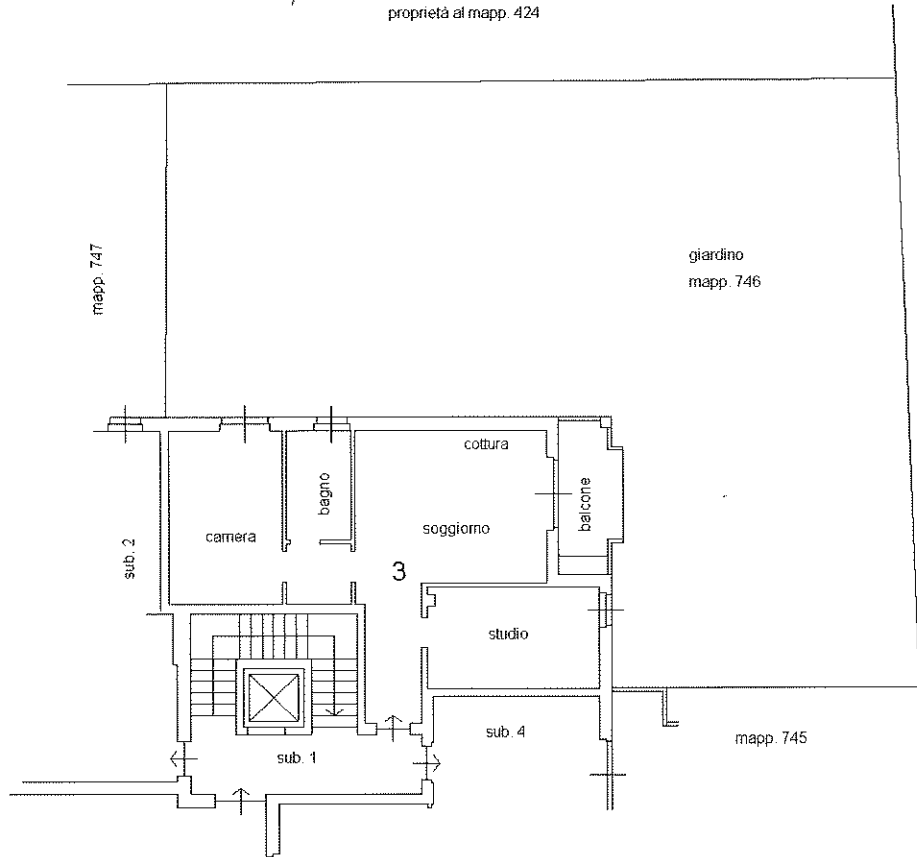 proprietà al mapp. 424
mapp. 747
giardino
mapp. 746
cottura
bagno
balcone
camera
soggiorno
sub. 2
3
studio
sub. 4
sub. 1
mapp. 745